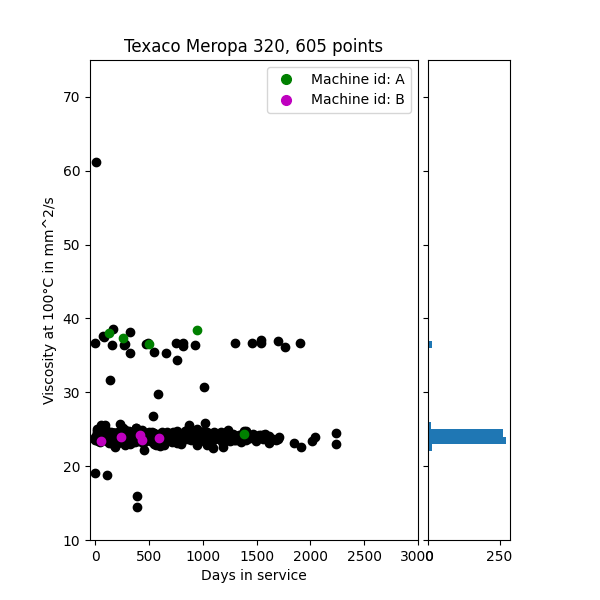 Texaco Meropa 320, 605 points
Machine id: A
Machine id: B
70
60
50
40
30
20
10
Viscosity at 100°C in mm^2/s
0 500 1000 1500 2000 2500 3000
0 250
Days in service